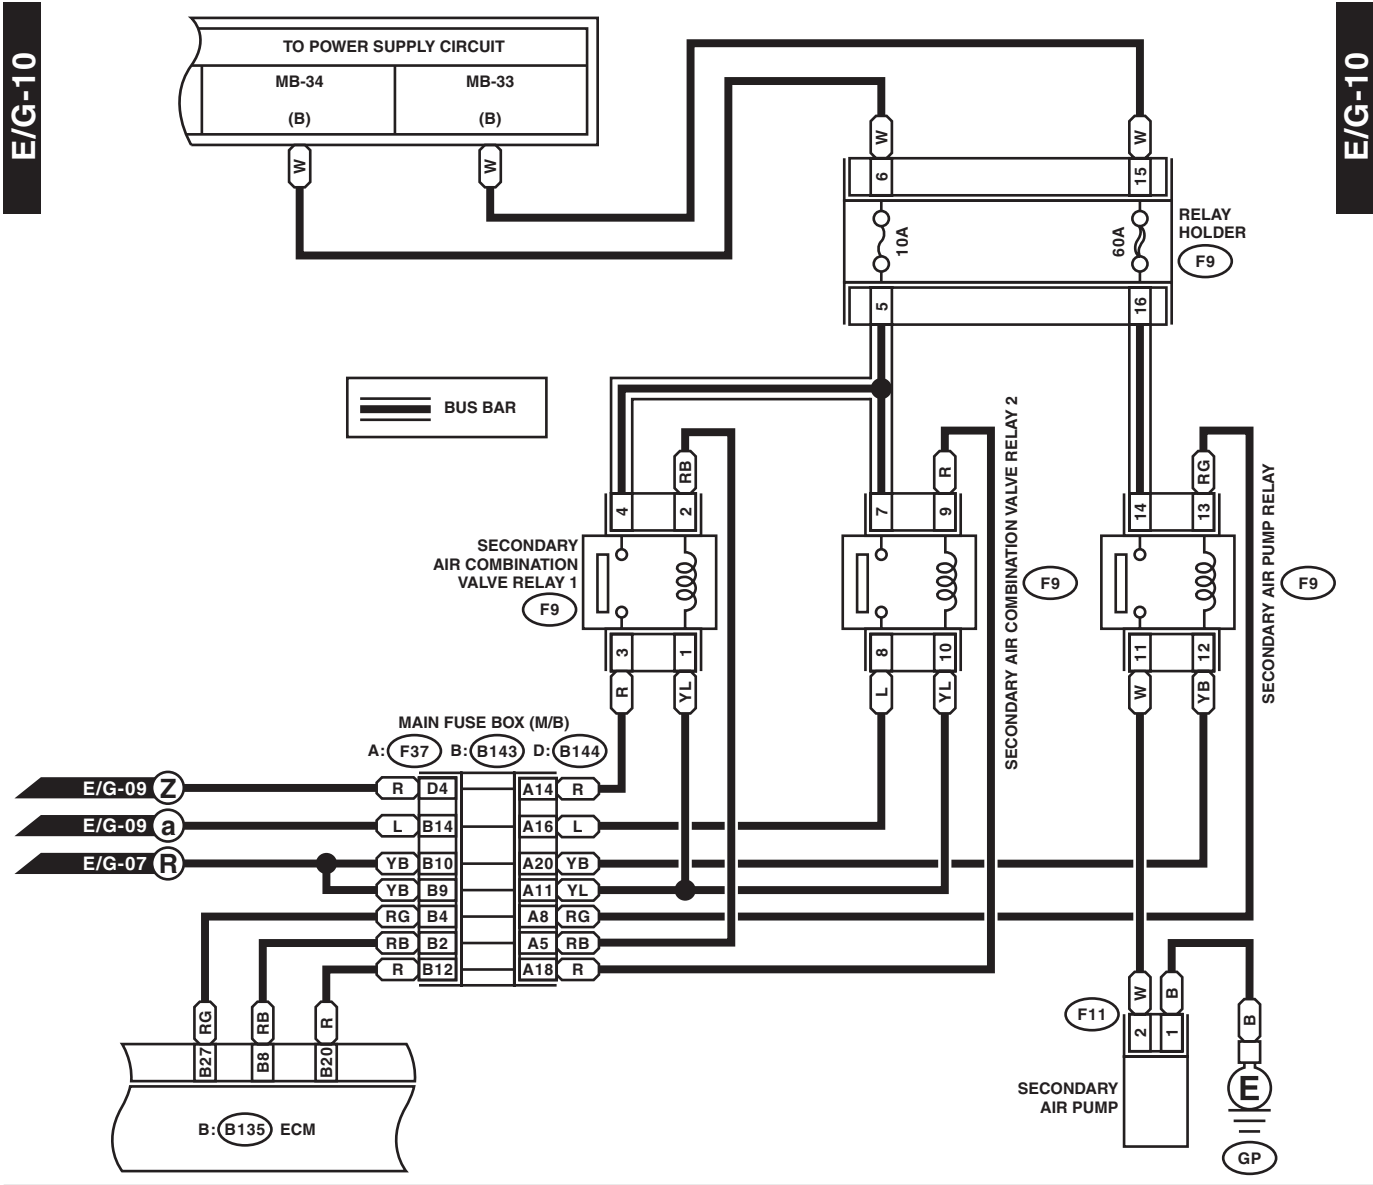 E/G-10
E/G-10
TO POWER SUPPLY CIRCUIT
MB-34
MB-33
(B)
(B)
W
W
W
W
6
15
10A
60A
RELAY
HOLDER
F9
5
16
BUS BAR
RB
R
RG
4
2
7
9
14
13
SECONDARY
AIR COMBINATION
VALVE RELAY 1
F9
SECONDARY AIR COMBINATION VALVE RELAY 2
F9
SECONDARY AIR PUMP RELAY
F9
3
1
8
10
11
12
R
YL
L
YL
W
YB
MAIN FUSE BOX (M/B)
A: F37 B: B143 D: B144
E/G-09 Z R D4 A14 R
E/G-09 a L B14 A16 L
E/G-07 R YB B10 A20 YB
YB B9 A11 YL
RG B4 A8 RG
RB B2 A5 RB
R B12 A18 R
RG
RB
R
B27
B8
B20
B: B135 ECM
W
B
F11
2
1
B
SECONDARY
AIR PUMP
E
GP